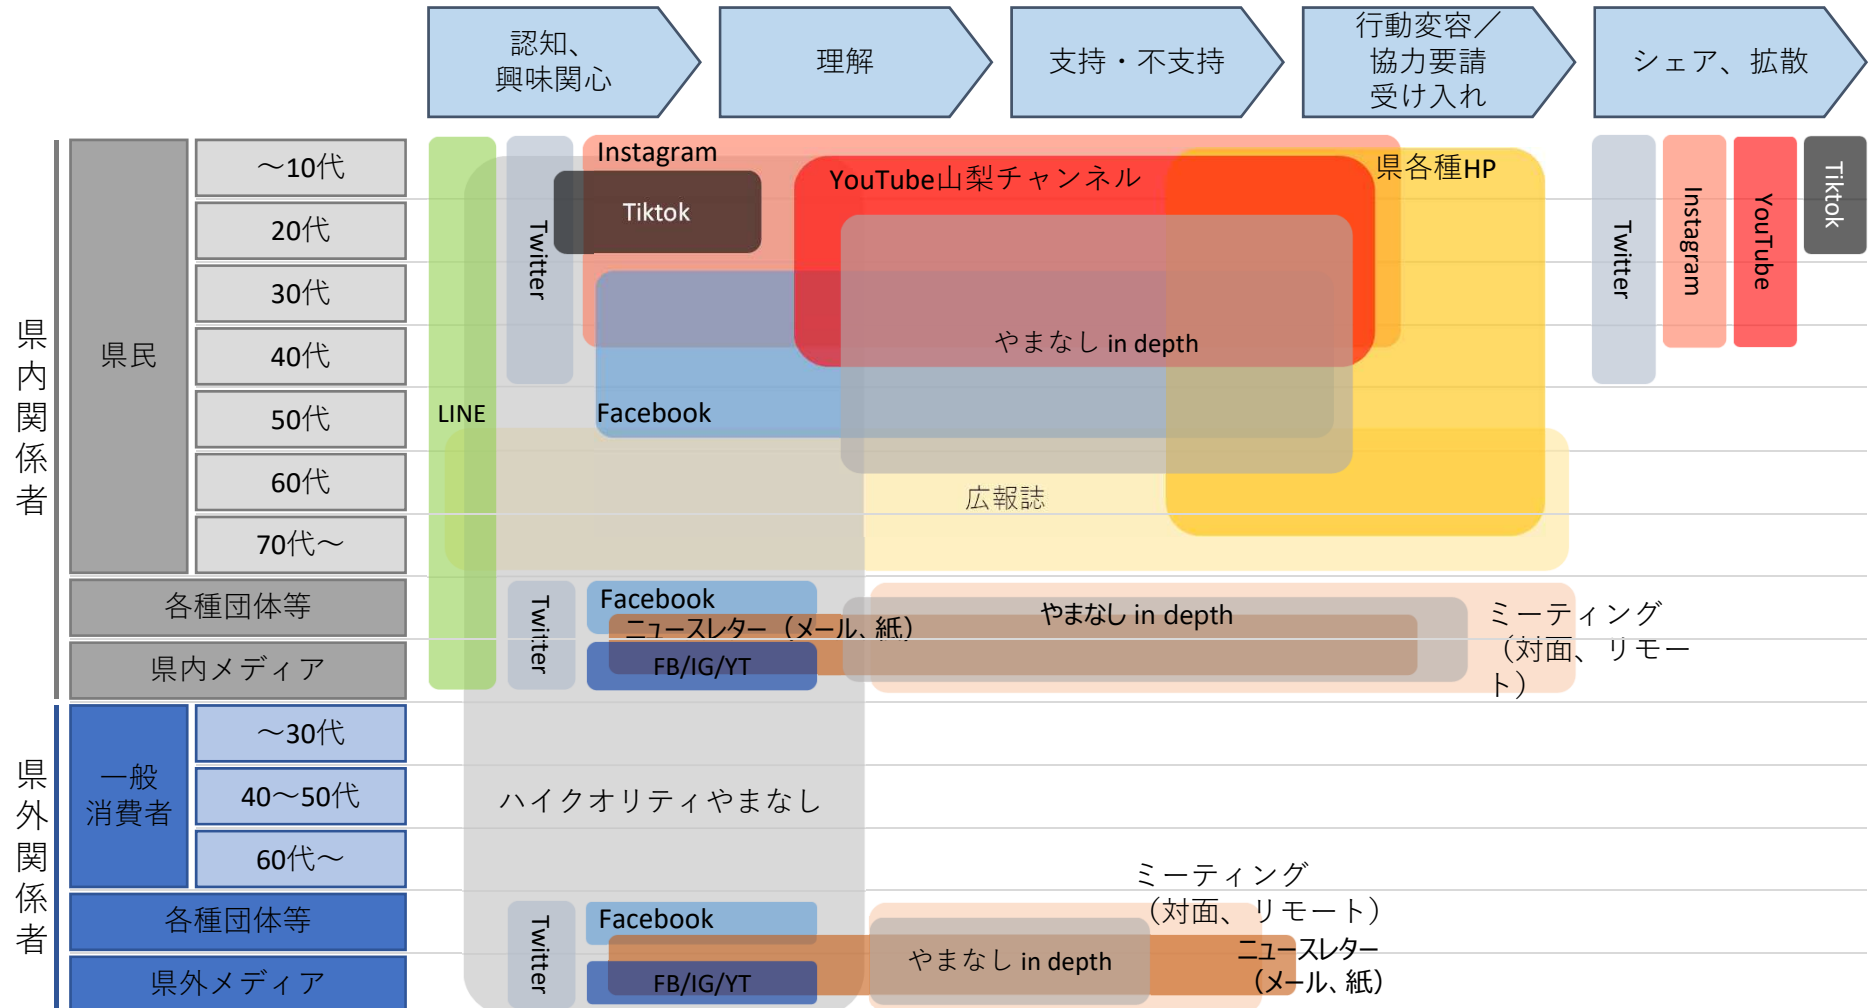 認知、
興味関心
理解
支持・不支持
行動変容／
協力要請
受け入れ
シェア、拡散
県内関係者
県民
～10代
20代
30代
40代
50代
60代
70代～
各種団体等
県内メディア
LINE
Twitter
Instagram
Tiktok
YouTube山梨チャンネル
県各種HP
やまなし in depth
Facebook
広報誌
Twitter
Instagram
YouTube
Tiktok
Twitter
Facebook
ニュースレター（メール、紙）
FB/IG/YT
やまなし in depth
ミーティング
（対面、リモー
ト）
県外関係者
一般
消費者
～30代
40～50代
60代～
各種団体等
県外メディア
ハイクオリティやまなし
Twitter
Facebook
FB/IG/YT
やまなし in depth
ミーティング
（対面、リモート）
ニュースレター
（メール、紙）